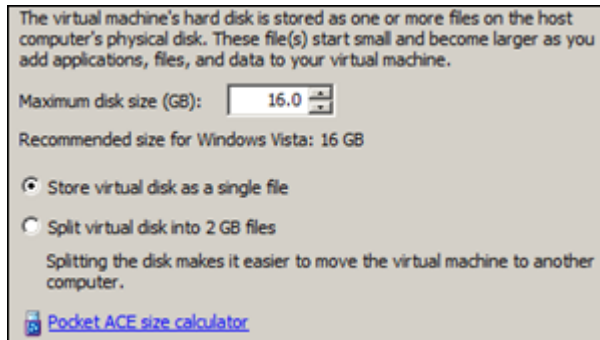 The virtual machine's hard disk is stored as one or more files on the host
computer's physical disk. These file(s) start small and become larger as you
add applications, files, and data to your virtual machine.
Maximum disk size (GB): 16.0
Recommended size for Windows Vista: 16 GB
Store virtual disk as a single file
Split virtual disk into 2 GB files
Splitting the disk makes it easier to move the virtual machine to another
computer.
Pocket ACE size calculator